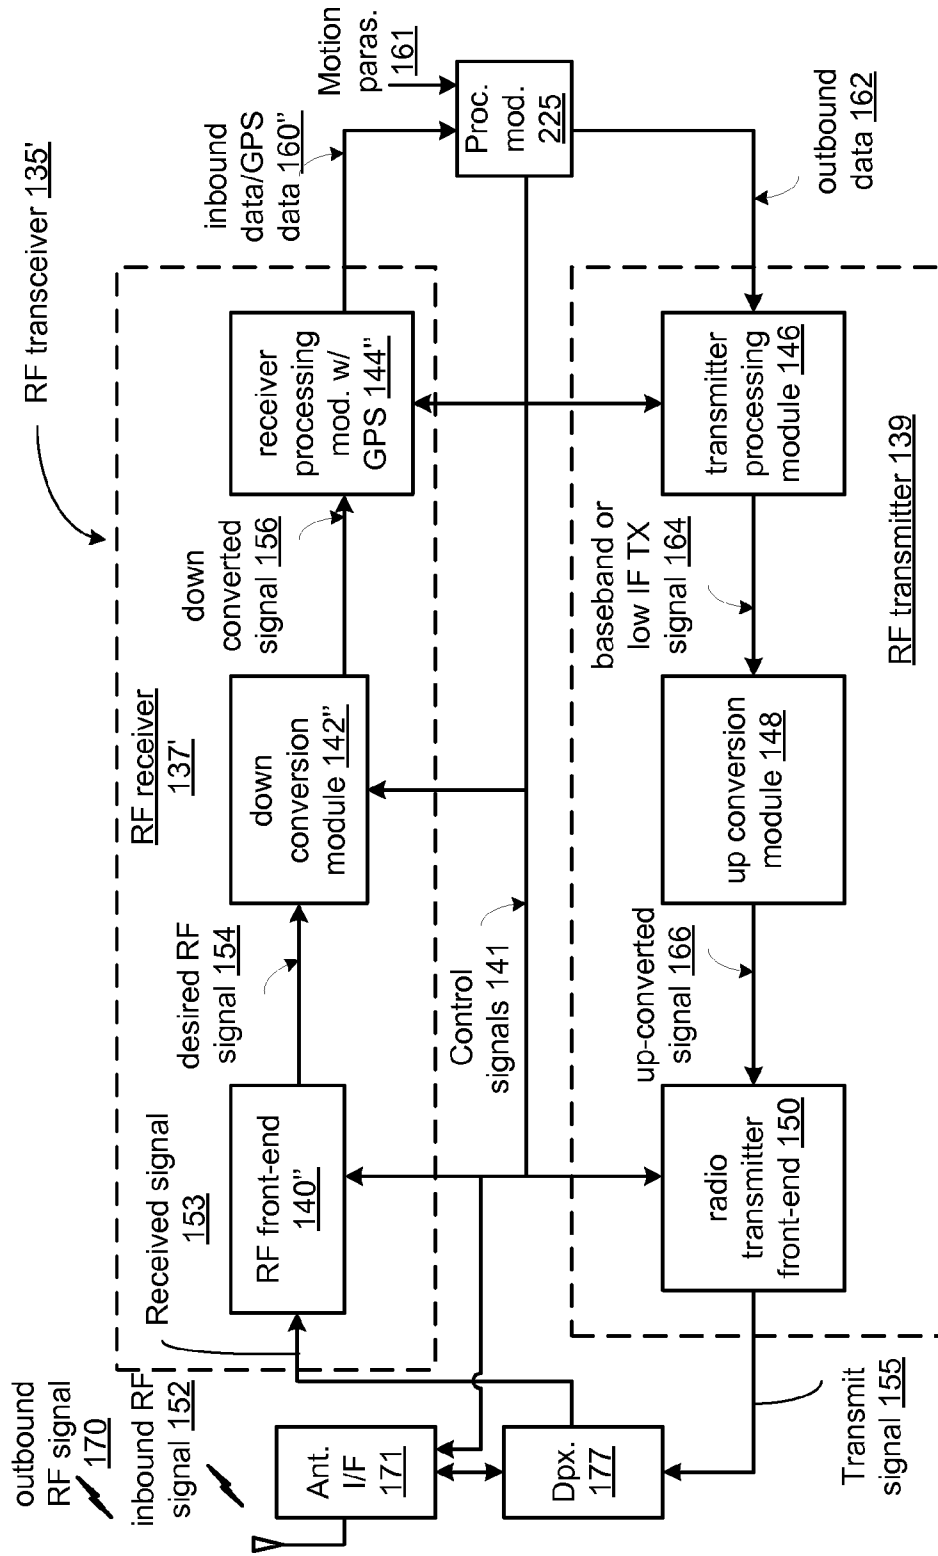 RF transceiver 135'
outbound
RF signal
170
inbound RF
signal 152
Received signal
153
RF receiver
137'
desired RF
signal 154
down
converted
signal 156
inbound
data/GPS
data 160"
Motion
paras.
161
Ant.
I/F
171
RF front-end
140"
down
conversion
module 142"
receiver
processing
mod. w/
GPS 144"
Proc.
mod.
225
Control
signals 141
Dpx.
177
Transmit
signal 155
radio
transmitter
front-end 150
up-converted
signal 166
up conversion
module
148
baseband or
low IF TX
signal 164
transmitter
processing
module 146
outbound
data 162
RF transmitter 139